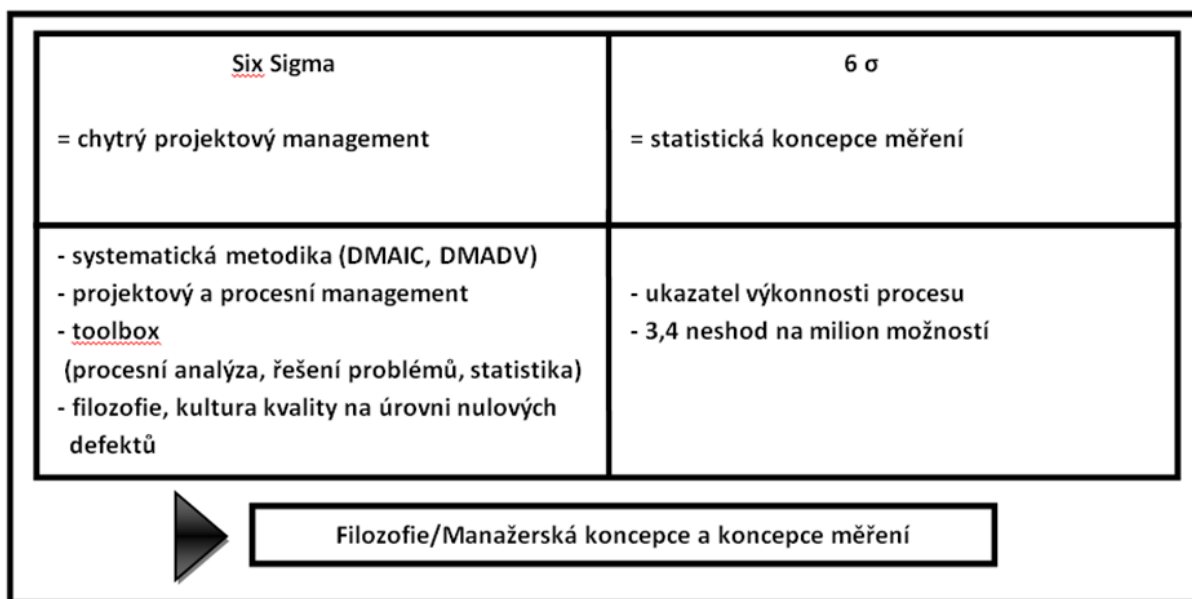 Six Sigma
= chytrý projektový management
6 σ
= statistická koncepce měření
- systematická metodika (DMAIC, DMADV)
- projektový a procesní management
- toolbox
(procesní analýza, řešení problémů, statistika)
- filozofie, kultura kvality na úrovni nulových
defektů
- ukazatel výkonnosti procesu
- 3,4 neshod na milion možností
Filozofie/Manažerská koncepce a koncepce měření